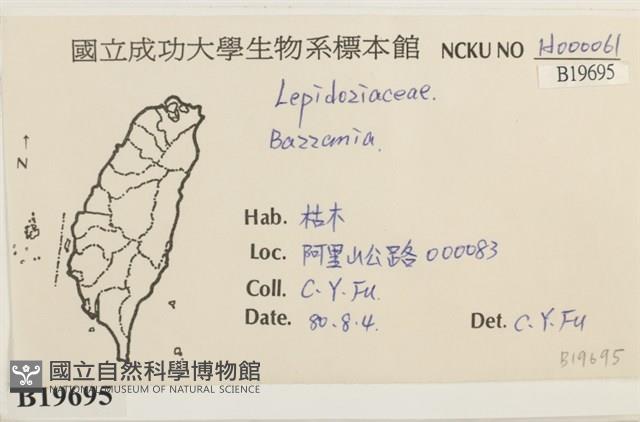 國立成功大學生物系標本館 NCKU NO H000061
B19695
Lepidoziaceae.
Bazzania.
↑
N
Hab. 枯木
Loc. 阿里山公路 000083
Coll. C.Y.Fu.
Date. 80.8.4. Det. C.Y.Fu
B19695
國立自然科學博物館
NATIONAL MUSEUM OF NATURAL SCIENCE
B19695